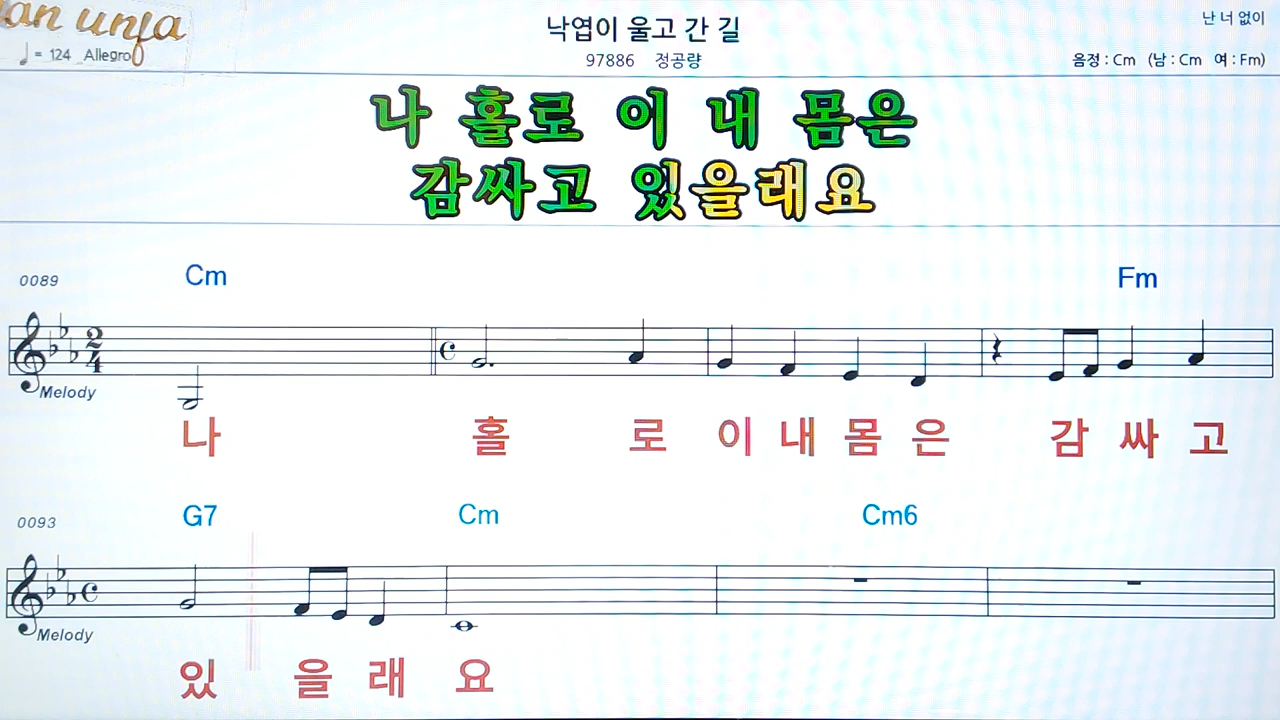 난 너 없이
낙엽이 울고 간 길
♩ = 124 Allegro
97886 정공량
음정 : Cm (남 : Cm 여 : Fm)
나 홀로 이 내 몸은
감싸고 있을래요
0089 Cm Fm
Melody
나 홀 로 이 내 몸 은 감 싸 고
0093 G7 Cm Cm6
Melody
있 을 래 요